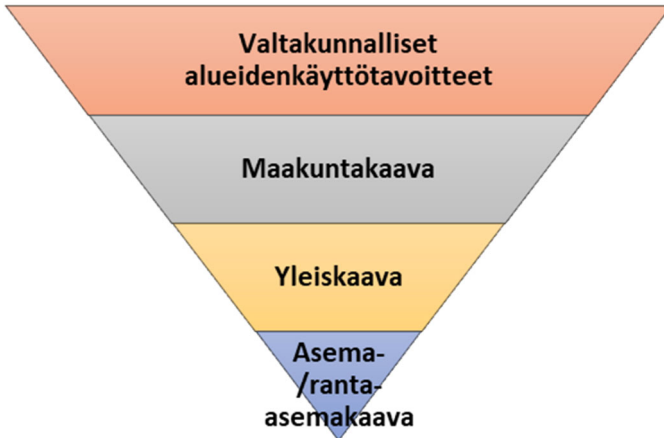 Valtakunnalliset
alueidenkäyttötavoitteet
Maakuntakaava
Yleiskaava
Asema-
/ranta-
asemakaava